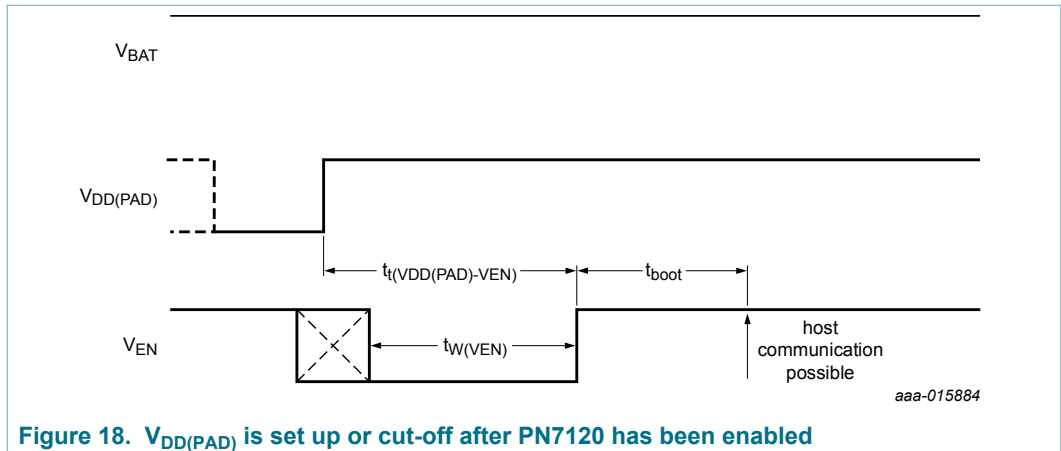 VBAT
VDD(PAD)
tt(VDD(PAD)-VEN)
tboot
VEN
tW(VEN)
host
communication
possible
aaa-015884
Figure 18. VDD(PAD) is set up or cut-off after PN7120 has been enabled